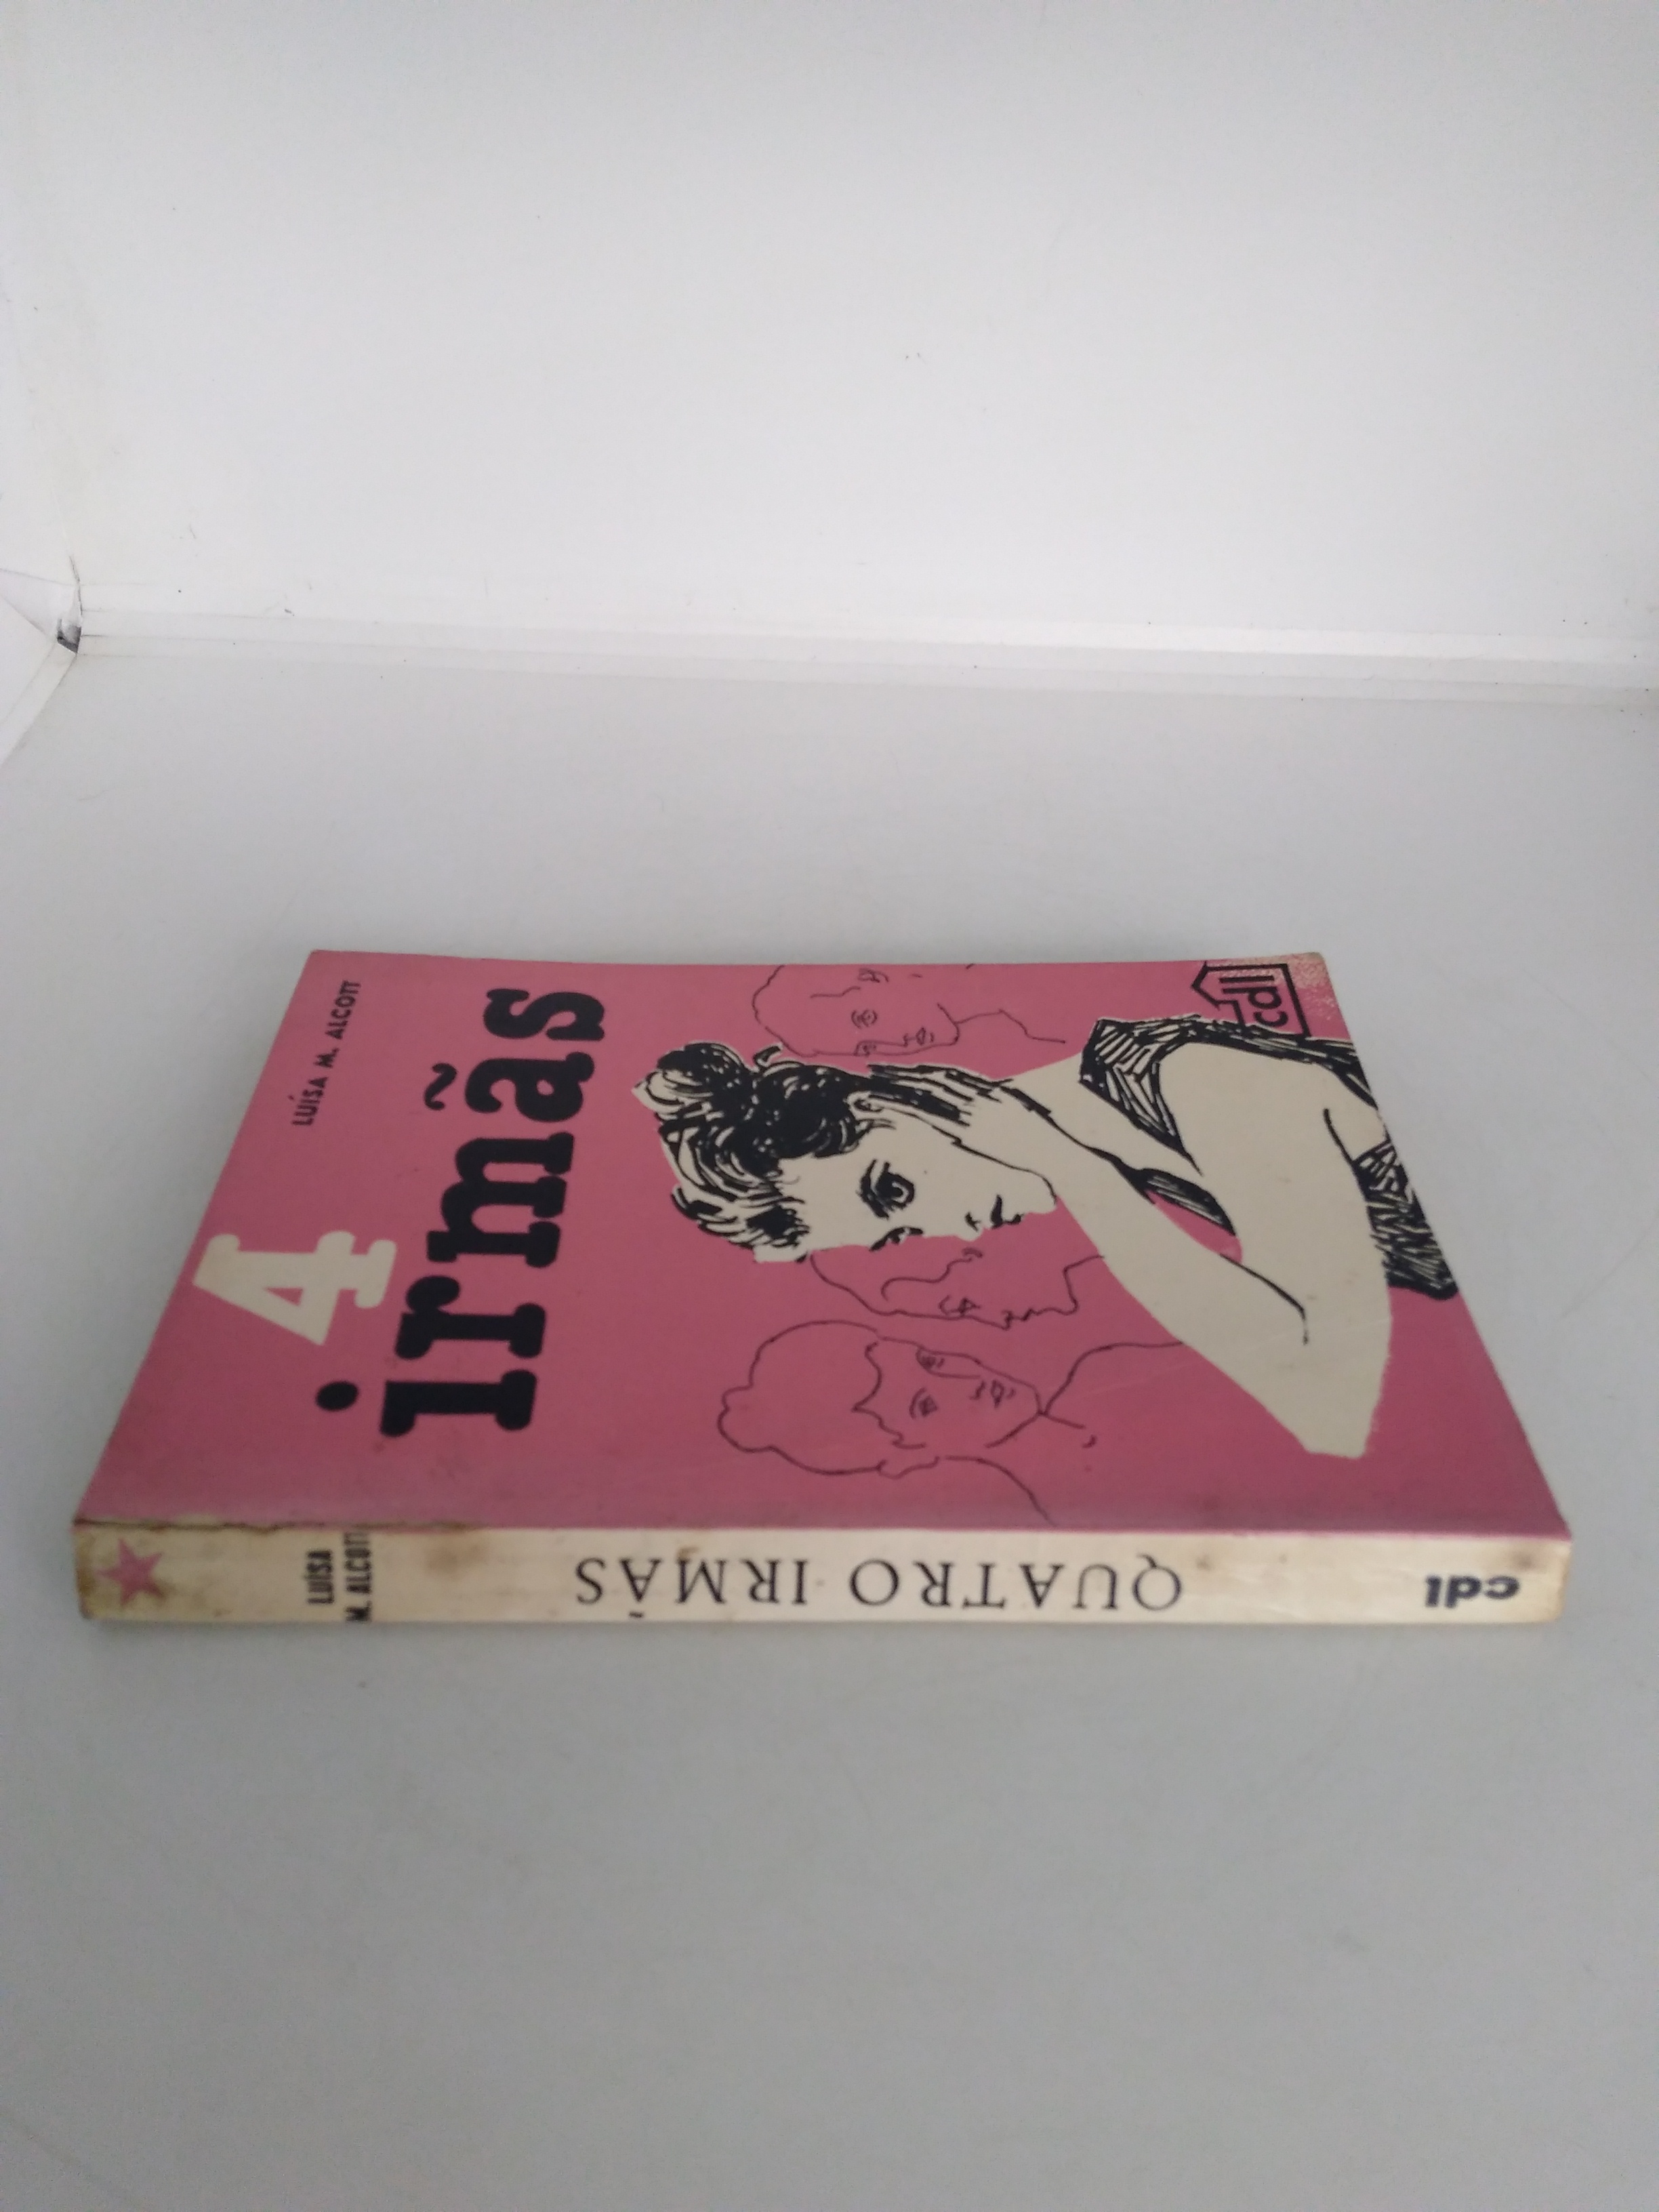 LUÍSA M. ALCOTT
4
irmãs
cdl
LUÍSA
M. ALCOTT
QUATRO IRMÃS
cdl